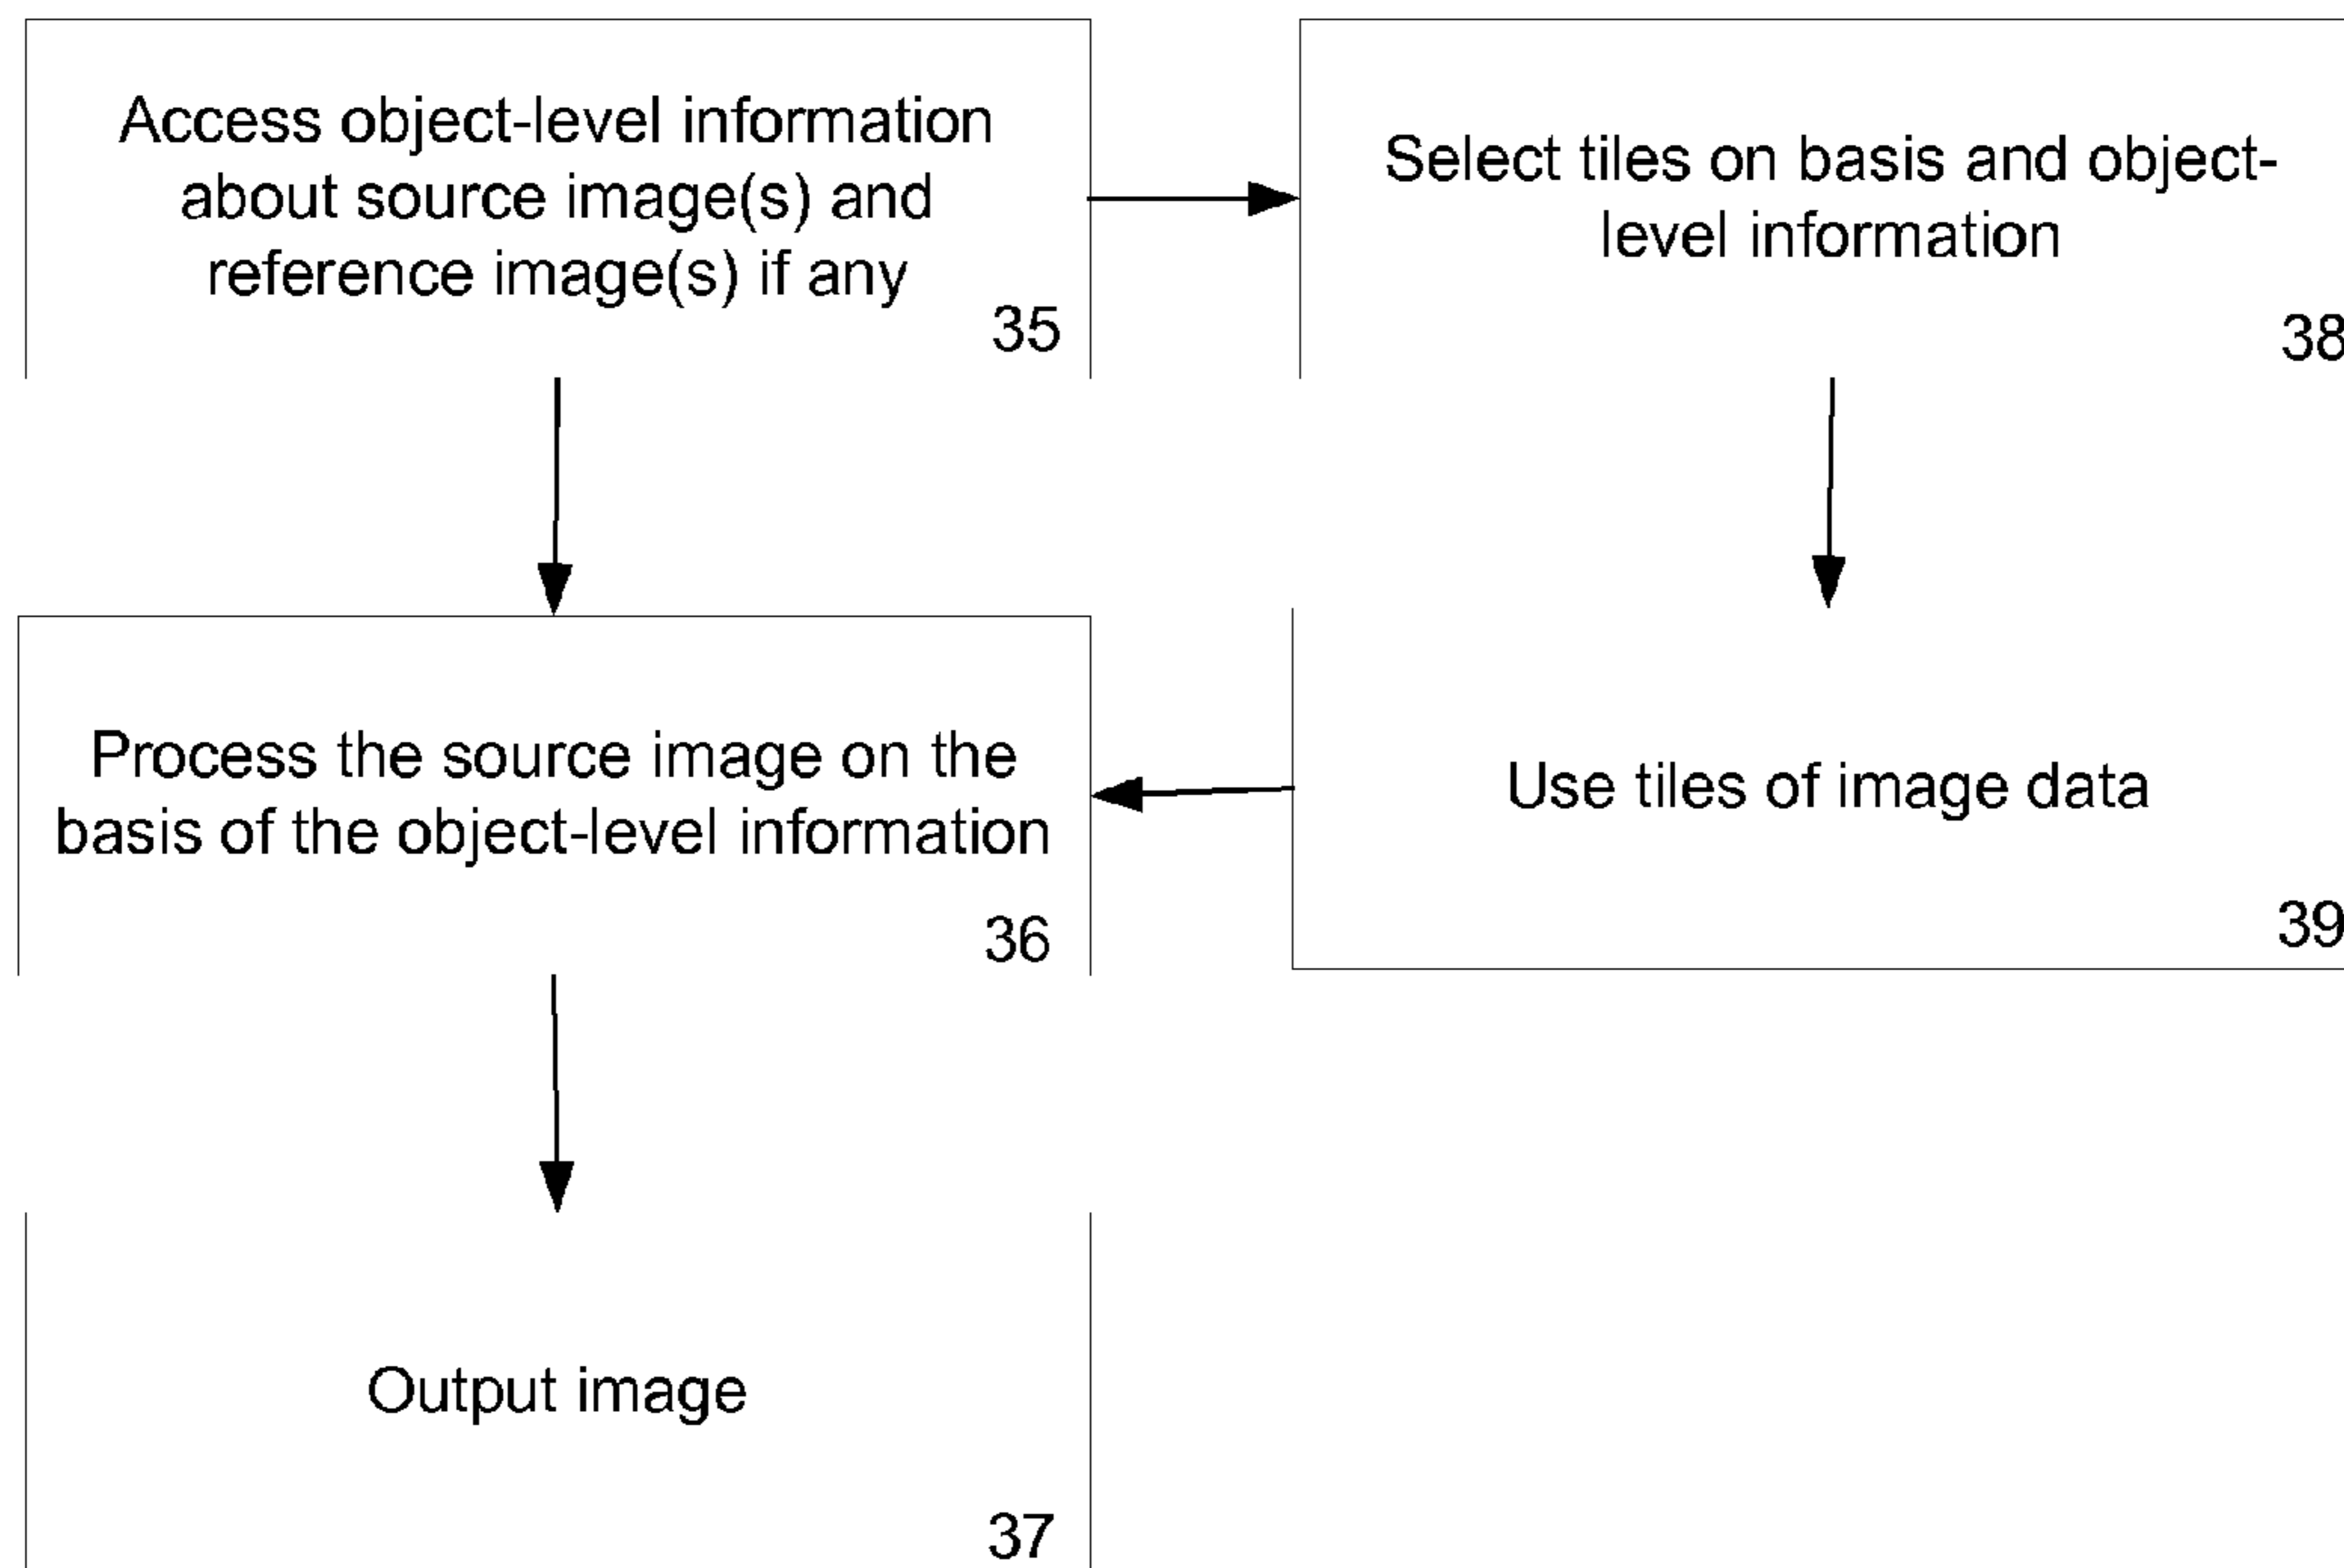 Access object-level information
about source image(s) and
reference image(s) if any
35
Select tiles on basis and object-
level information
38
Process the source image on the
basis of the object-level information
36
Use tiles of image data
39
Output image
37